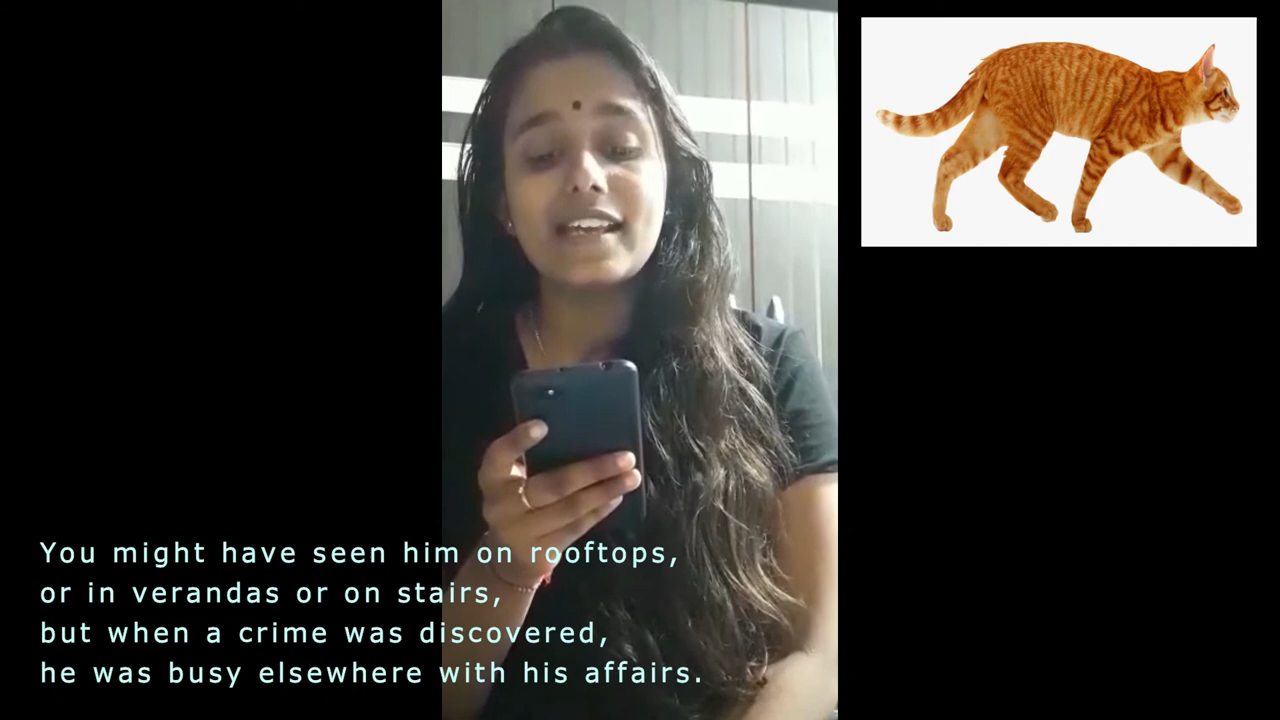 You might have seen him on rooftops,
or in verandas or on stairs,
but when a crime was discovered,
he was busy elsewhere with his affairs.